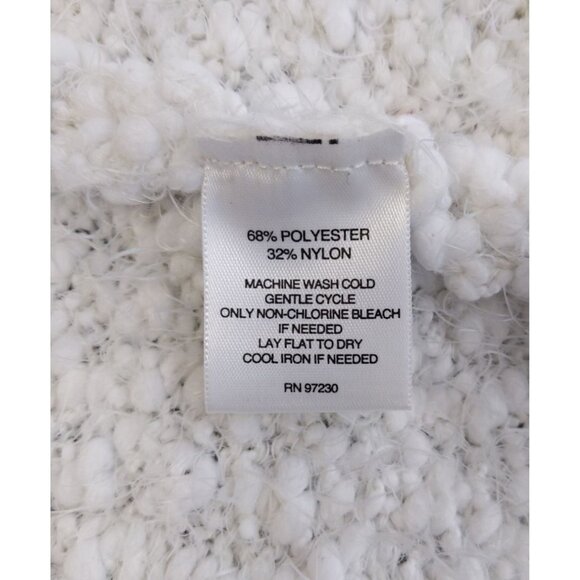 68% POLYESTER
32% NYLON
MACHINE WASH COLD
GENTLE CYCLE
ONLY NON-CHLORINE BLEACH
IF NEEDED
LAY FLAT TO DRY
COOL IRON IF NEEDED
RN 97230